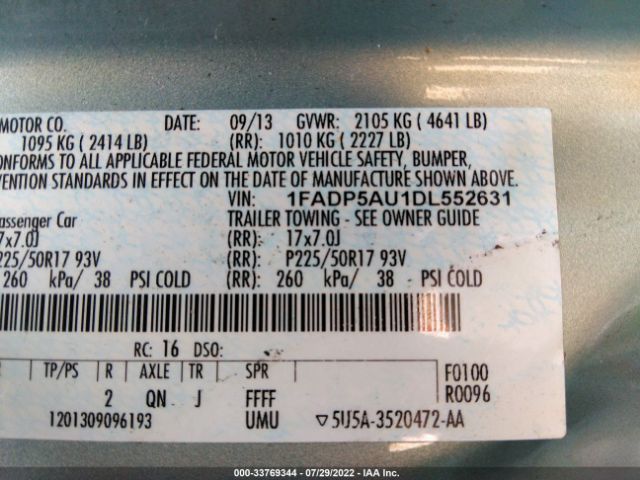 MOTOR CO. DATE: 09/13 GVWR: 2105 KG ( 4641 LB)
1095 KG ( 2414 LB) (RR): 1010 KG ( 2227 LB)
CONFORMS TO ALL APPLICABLE FEDERAL MOTOR VEHICLE SAFETY, BUMPER,
VENTION STANDARDS IN EFFECT ON THE DATE OF MANUFACTURE SHOWN ABOVE.
VIN: 1FADP5AU1DL552631
assenger Car TRAILER TOWING - SEE OWNER GUIDE
7x7.0J (RR): 17x7.0J
225/50R17 93V (RR): P225/50R17 93V
260 kPa/ 38 PSI COLD (RR): 260 kPa/ 38 PSI COLD
RC: 16 DSO:
TP/PS R AXLE TR SPR F0100
2 QN J FFFF R0096
1201309096193 UMU ▽5U5A-3520472-AA
000-33769344 - 07/29/2022 - IAA Inc.